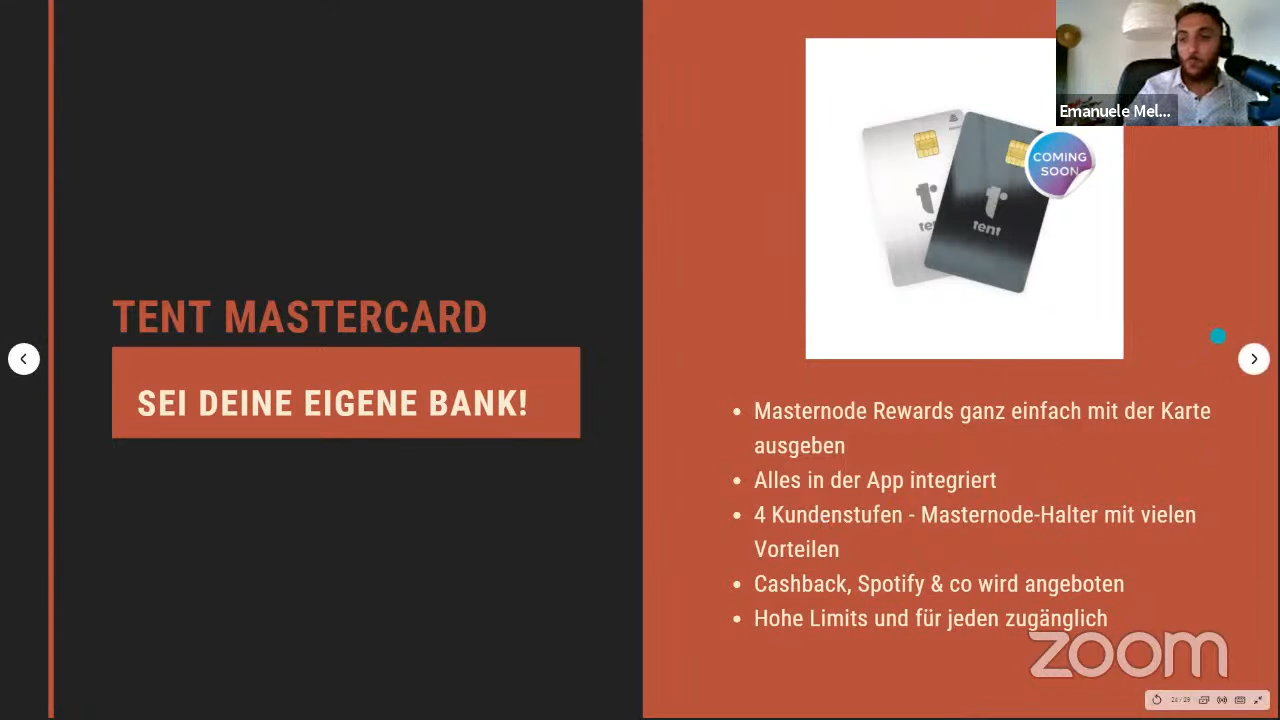 Emanuele Mel...
COMING
SOON
tent
TENT MASTERCARD
SEI DEINE EIGENE BANK!
Masternode Rewards ganz einfach mit der Karte
ausgeben
Alles in der App integriert
4 Kundenstufen - Masternode-Halter mit vielen
Vorteilen
Cashback, Spotify & co wird angeboten
Hohe Limits und für jeden zugänglich
zoom